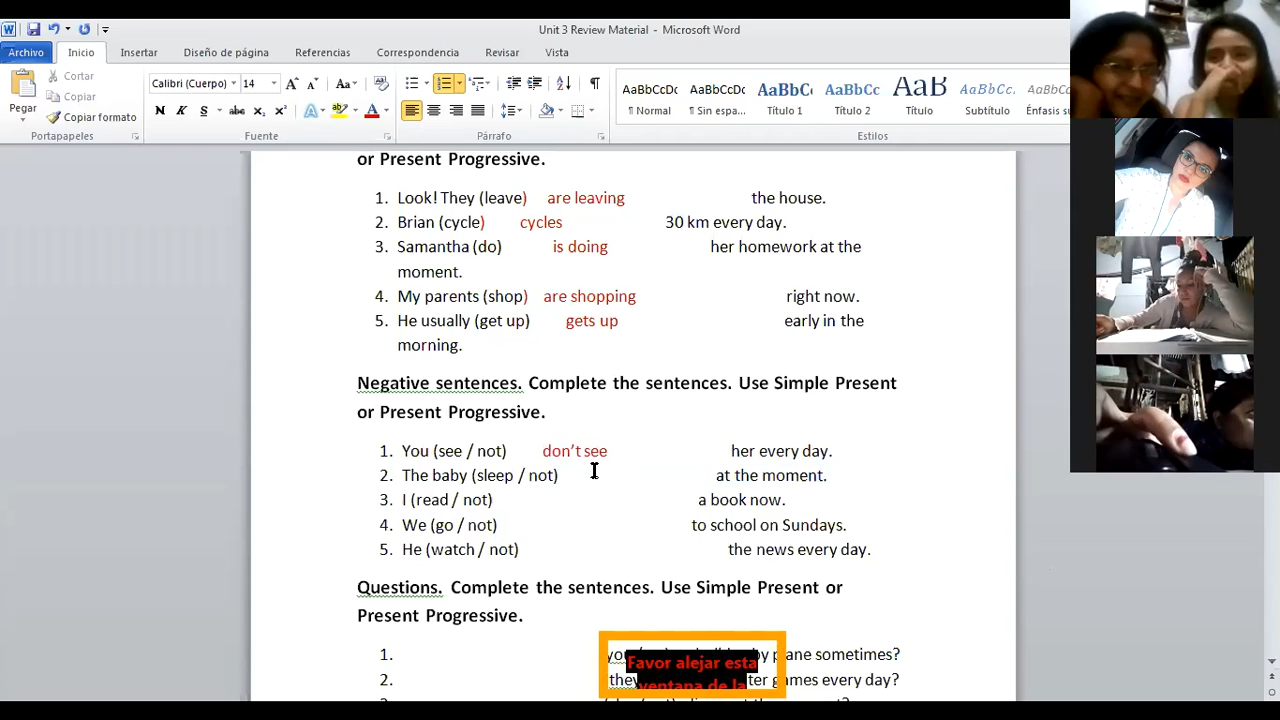 Unit 3 Review Material - Microsoft Word
Archivo Inicio Insertar Diseño de página Referencias Correspondencia Revisar Vista
Pegar
Cortar
Copiar
Copiar formato
Calibri (Cuerpo) 14
AaBbCcDc AaBbCcDc AaBbC AaBbCc AaB AaBbCc AaBbC
¶ Normal ¶ Sin espa... Título 1 Título 2 Título Subtítulo Énfasis su
Portapapeles Fuente Párrafo Estilos
or Present Progressive.
1. Look! They (leave) are leaving the house.
2. Brian (cycle) cycles 30 km every day.
3. Samantha (do) is doing her homework at the
moment.
4. My parents (shop) are shopping right now.
5. He usually (get up) gets up early in the
morning.
Negative sentences. Complete the sentences. Use Simple Present
or Present Progressive.
1. You (see / not) don't see her every day.
2. The baby (sleep / not) at the moment.
3. I (read / not) a book now.
4. We (go / not) to school on Sundays.
5. He (watch / not) the news every day.
Questions. Complete the sentences. Use Simple Present or
Present Progressive.
1. by plane sometimes?
2. they games every day?
Favor alejar esta
ventana de la